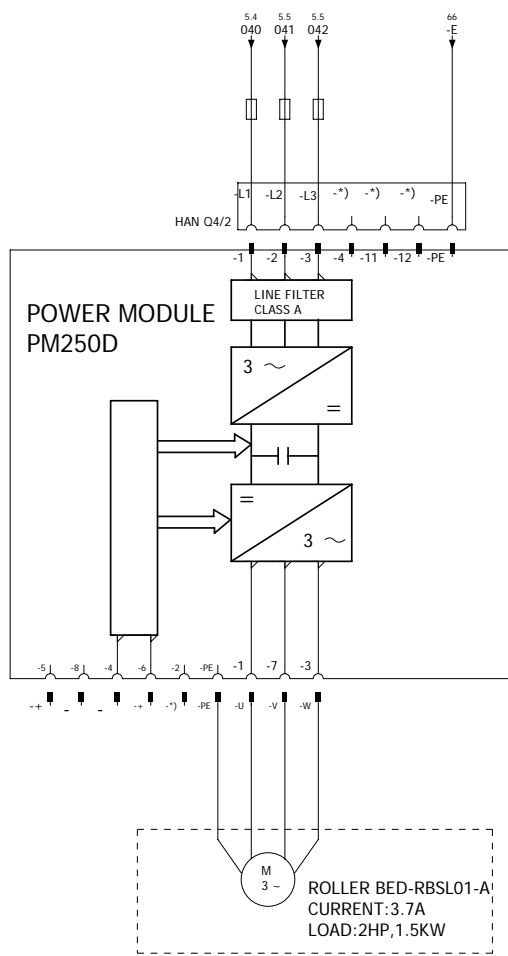 5.4 5.5 5.5 66
040 041 042 -E
-L1 -L2 -L3 -*) -*) -*) -PE
HAN Q4/2
-1 -2 -3 -4 -11 -12 -PE
LINE FILTER
CLASS A
POWER MODULE
PM250D
3 ~
=
=
3 ~
-5 -8 -4 -6 -2 -PE -1 -7 -3
-+ - - -+ -*) -PE -U -V -W
M
3 ~
ROLLER BED-RBSL01-A
CURRENT:3.7A
LOAD:2HP,1.5KW